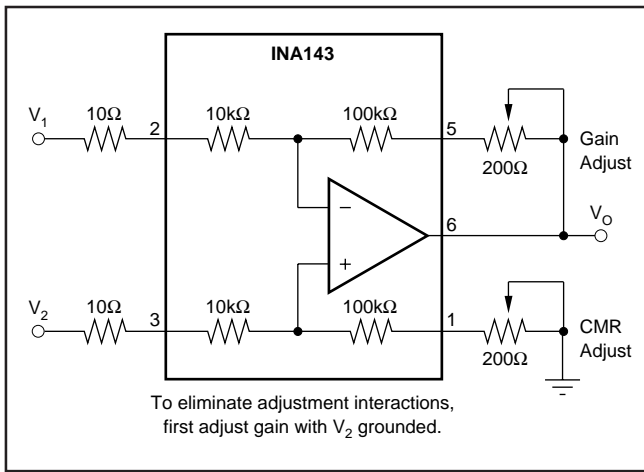 INA143
V1
10Ω
2
10kΩ
100kΩ
5
200Ω
Gain
Adjust
−
+
6
VO
V2
10Ω
3
10kΩ
100kΩ
1
200Ω
CMR
Adjust
To eliminate adjustment interactions,
first adjust gain with V2 grounded.